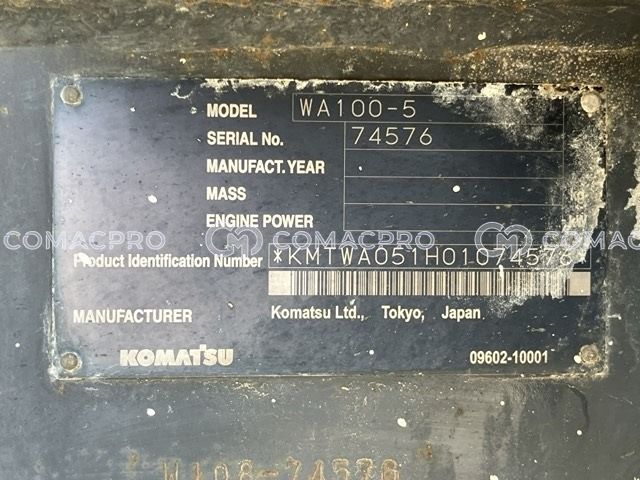 MODEL WA100-5
SERIAL No. 74576
MANUFACT. YEAR
MASS
ENGINE POWER
COMACPRO COMACPRO COMACPRO
Product Identification Number *KMTWA051H01074576*
MANUFACTURER Komatsu Ltd., Tokyo, Japan
KOMATSU 09602-10001